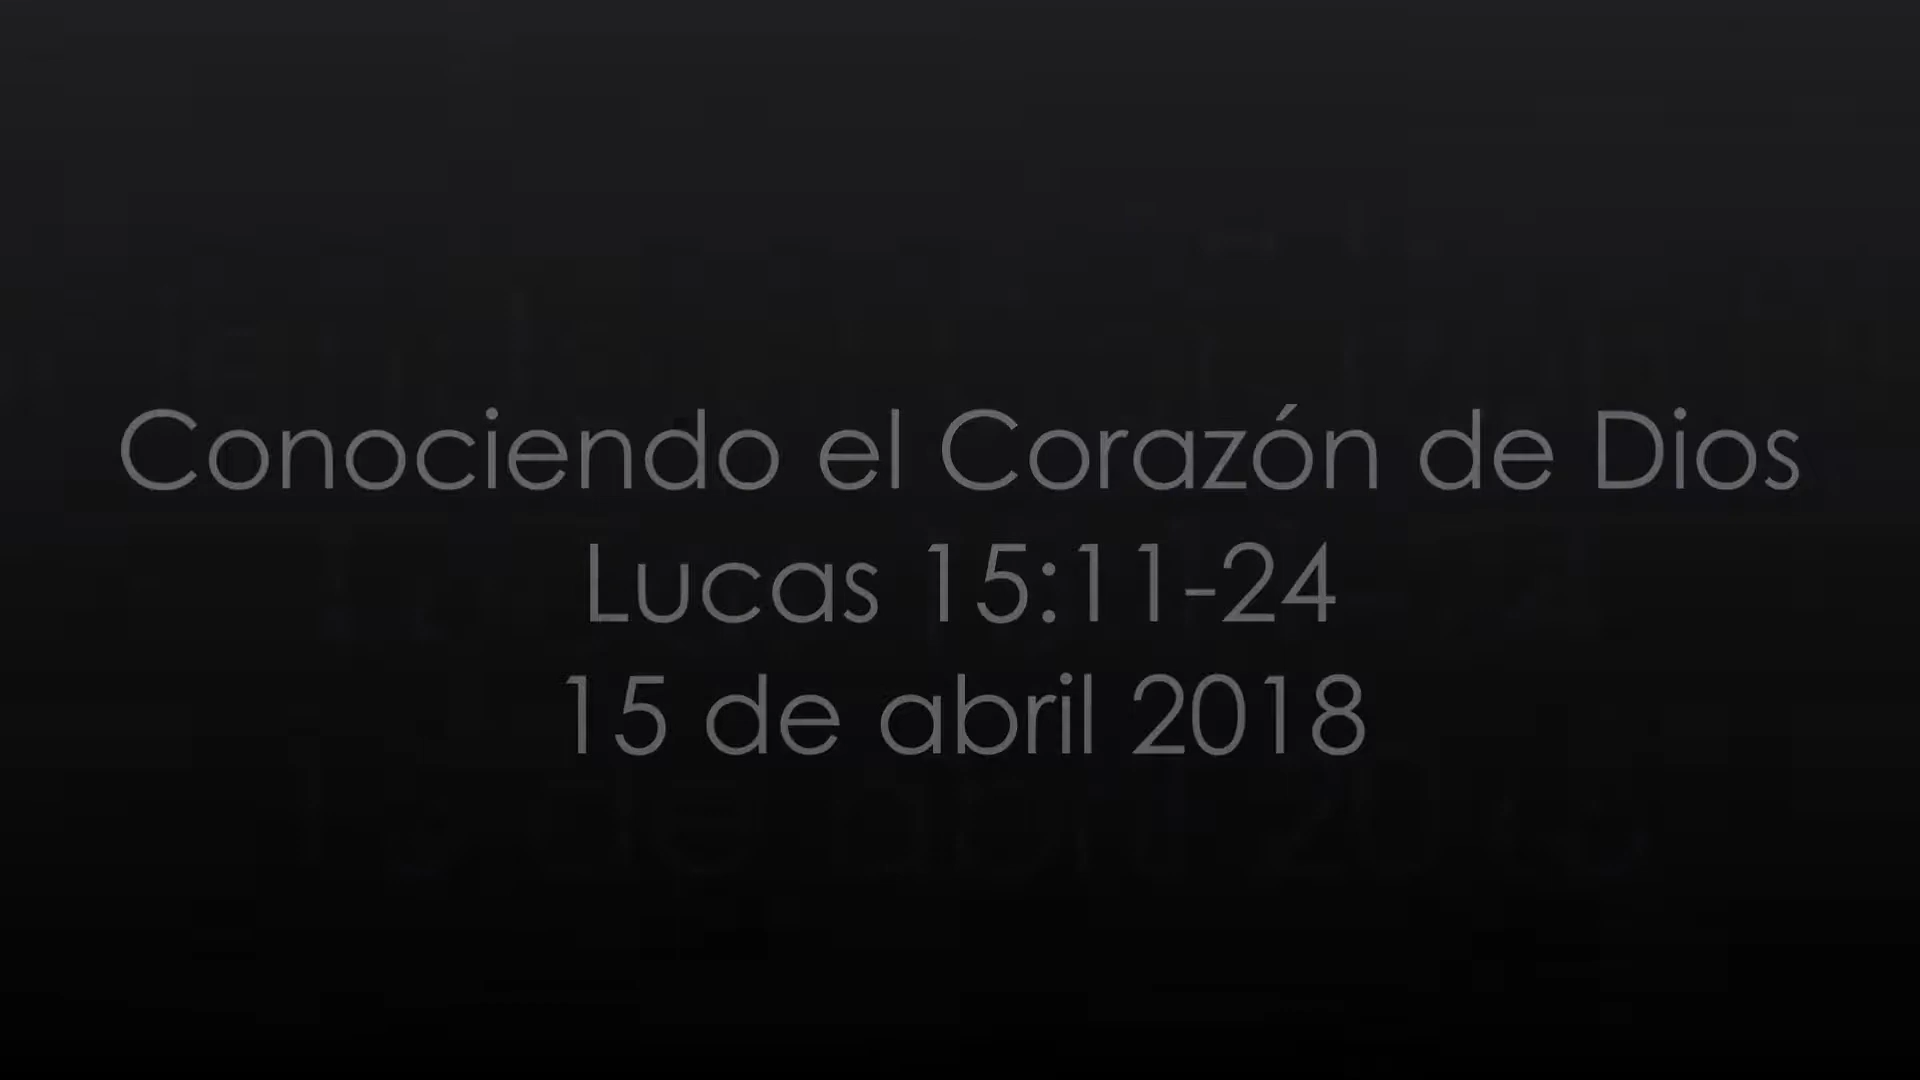 Conociendo el Corazón de Dios
Lucas 15:11-24
15 de abril 2018